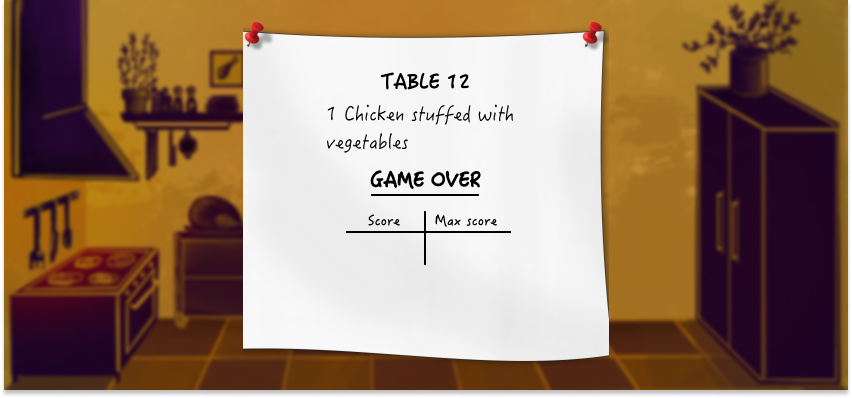 TABLE 12
1 Chicken stuffed with
vegetables
GAME OVER
Score Max score